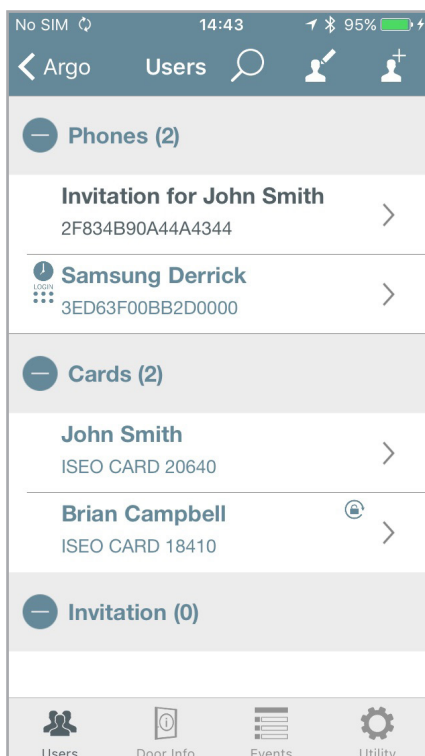 No SIM 14:43 95%
Argo Users
Phones (2)
Invitation for John Smith
2F834B90A44A4344
LOGIN
Samsung Derrick
3ED63F00BB2D0000
Cards (2)
John Smith
ISEO CARD 20640
Brian Campbell
ISEO CARD 18410
Invitation (0)
Users Door Info Events Utility